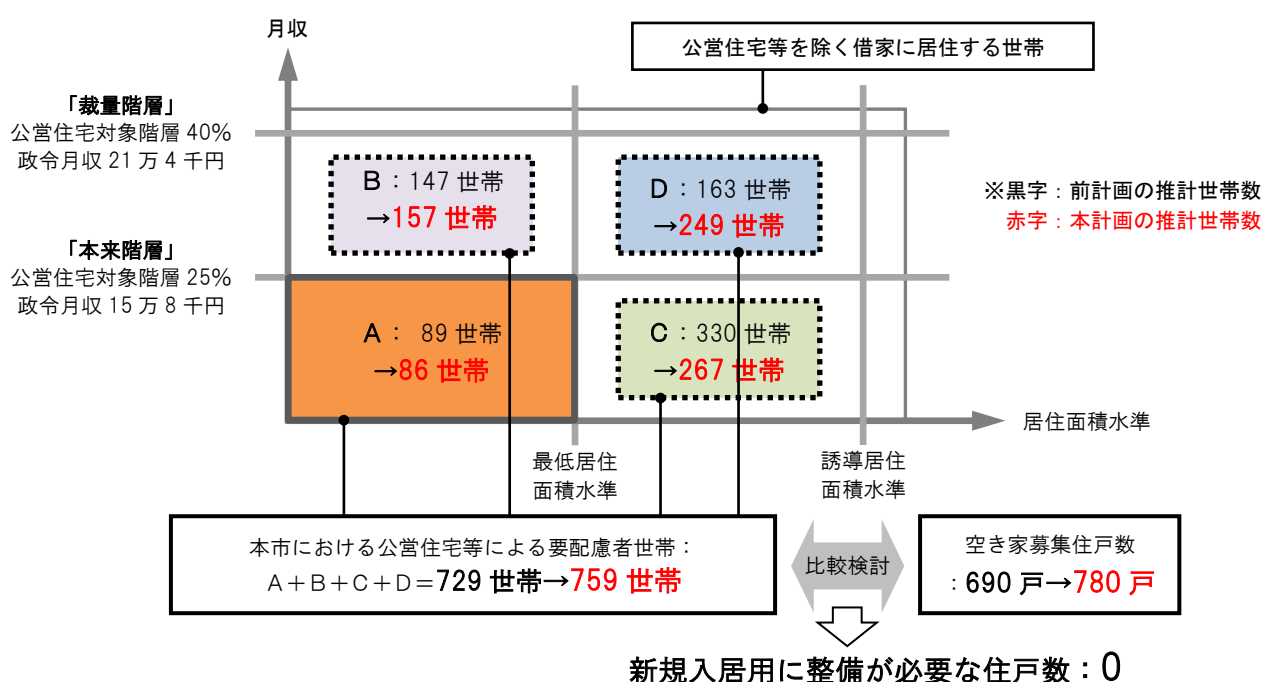 月収
公営住宅等を除く借家に居住する世帯
「裁量階層」
公営住宅対象階層 40%
政令月収 21 万 4 千円
B：147 世帯
→157 世帯
D：163 世帯
→249 世帯
※黒字：前計画の推計世帯数
赤字：本計画の推計世帯数
「本来階層」
公営住宅対象階層 25%
政令月収 15 万 8 千円
A： 89 世帯
→86 世帯
C：330 世帯
→267 世帯
居住面積水準
最低居住
面積水準
誘導居住
面積水準
本市における公営住宅等による要配慮者世帯：
A＋B＋C＋D＝729 世帯→759 世帯
比較検討
空き家募集住戸数
：690 戸→780 戸
新規入居用に整備が必要な住戸数：0